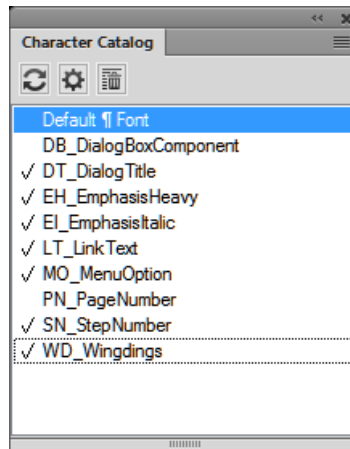 Character Catalog
Default ¶ Font
DB_DialogBoxComponent
DT_DialogTitle
EH_EmphasisHeavy
EI_EmphasisItalic
LT_LinkText
MO_MenuOption
PN_PageNumber
SN_StepNumber
WD_Wingdings